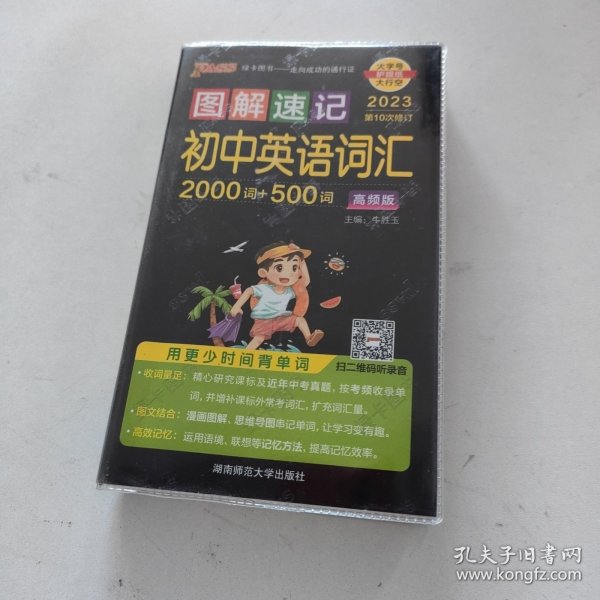 PASS 绿卡图书——走向成功的通行证
大字号
护眼纸
大行空
图解速记
2023
第10次修订
初中英语词汇
2000词+500词
高频版
主编：牛胜玉
用更少时间背单词
扫二维码听录音
•收词量足：精心研究课标及近年中考真题，按考频收录单
词，并增补课标外常考词汇，扩充词汇量。
•图文结合：漫画图解、思维导图串记单词，让学习变有趣。
•高效记忆：运用语境、联想等记忆方法，提高记忆效率。
湖南师范大学出版社
孔夫子旧书网
www.kongfz.com